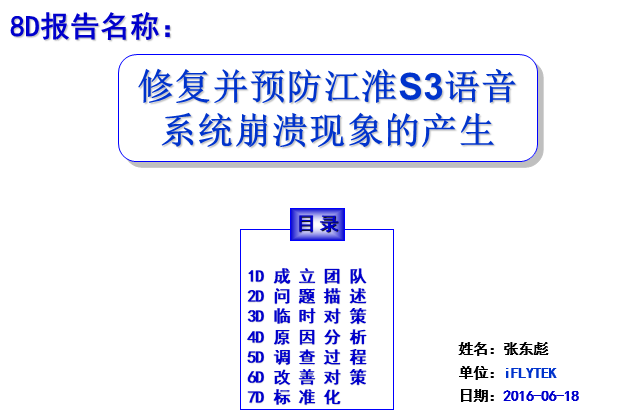 8D报告名称：
修复并预防江淮S3语音
系统崩溃现象的产生
目录
1D 成立团队
2D 问题描述
3D 临时对策
4D 原因分析
5D 调查过程
6D 改善对策
7D 标准化
姓名：张东彪
单位：iFLYTEK
日期：2016-06-18